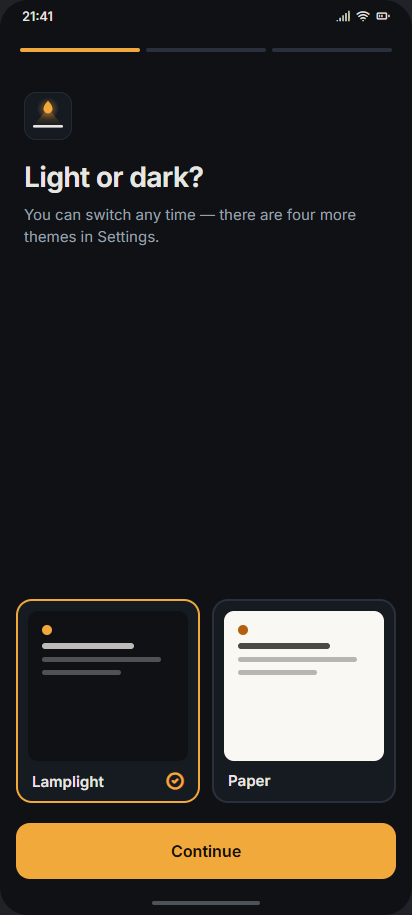 21:41
Light or dark?
You can switch any time — there are four more
themes in Settings.
Lamplight
Paper
Continue